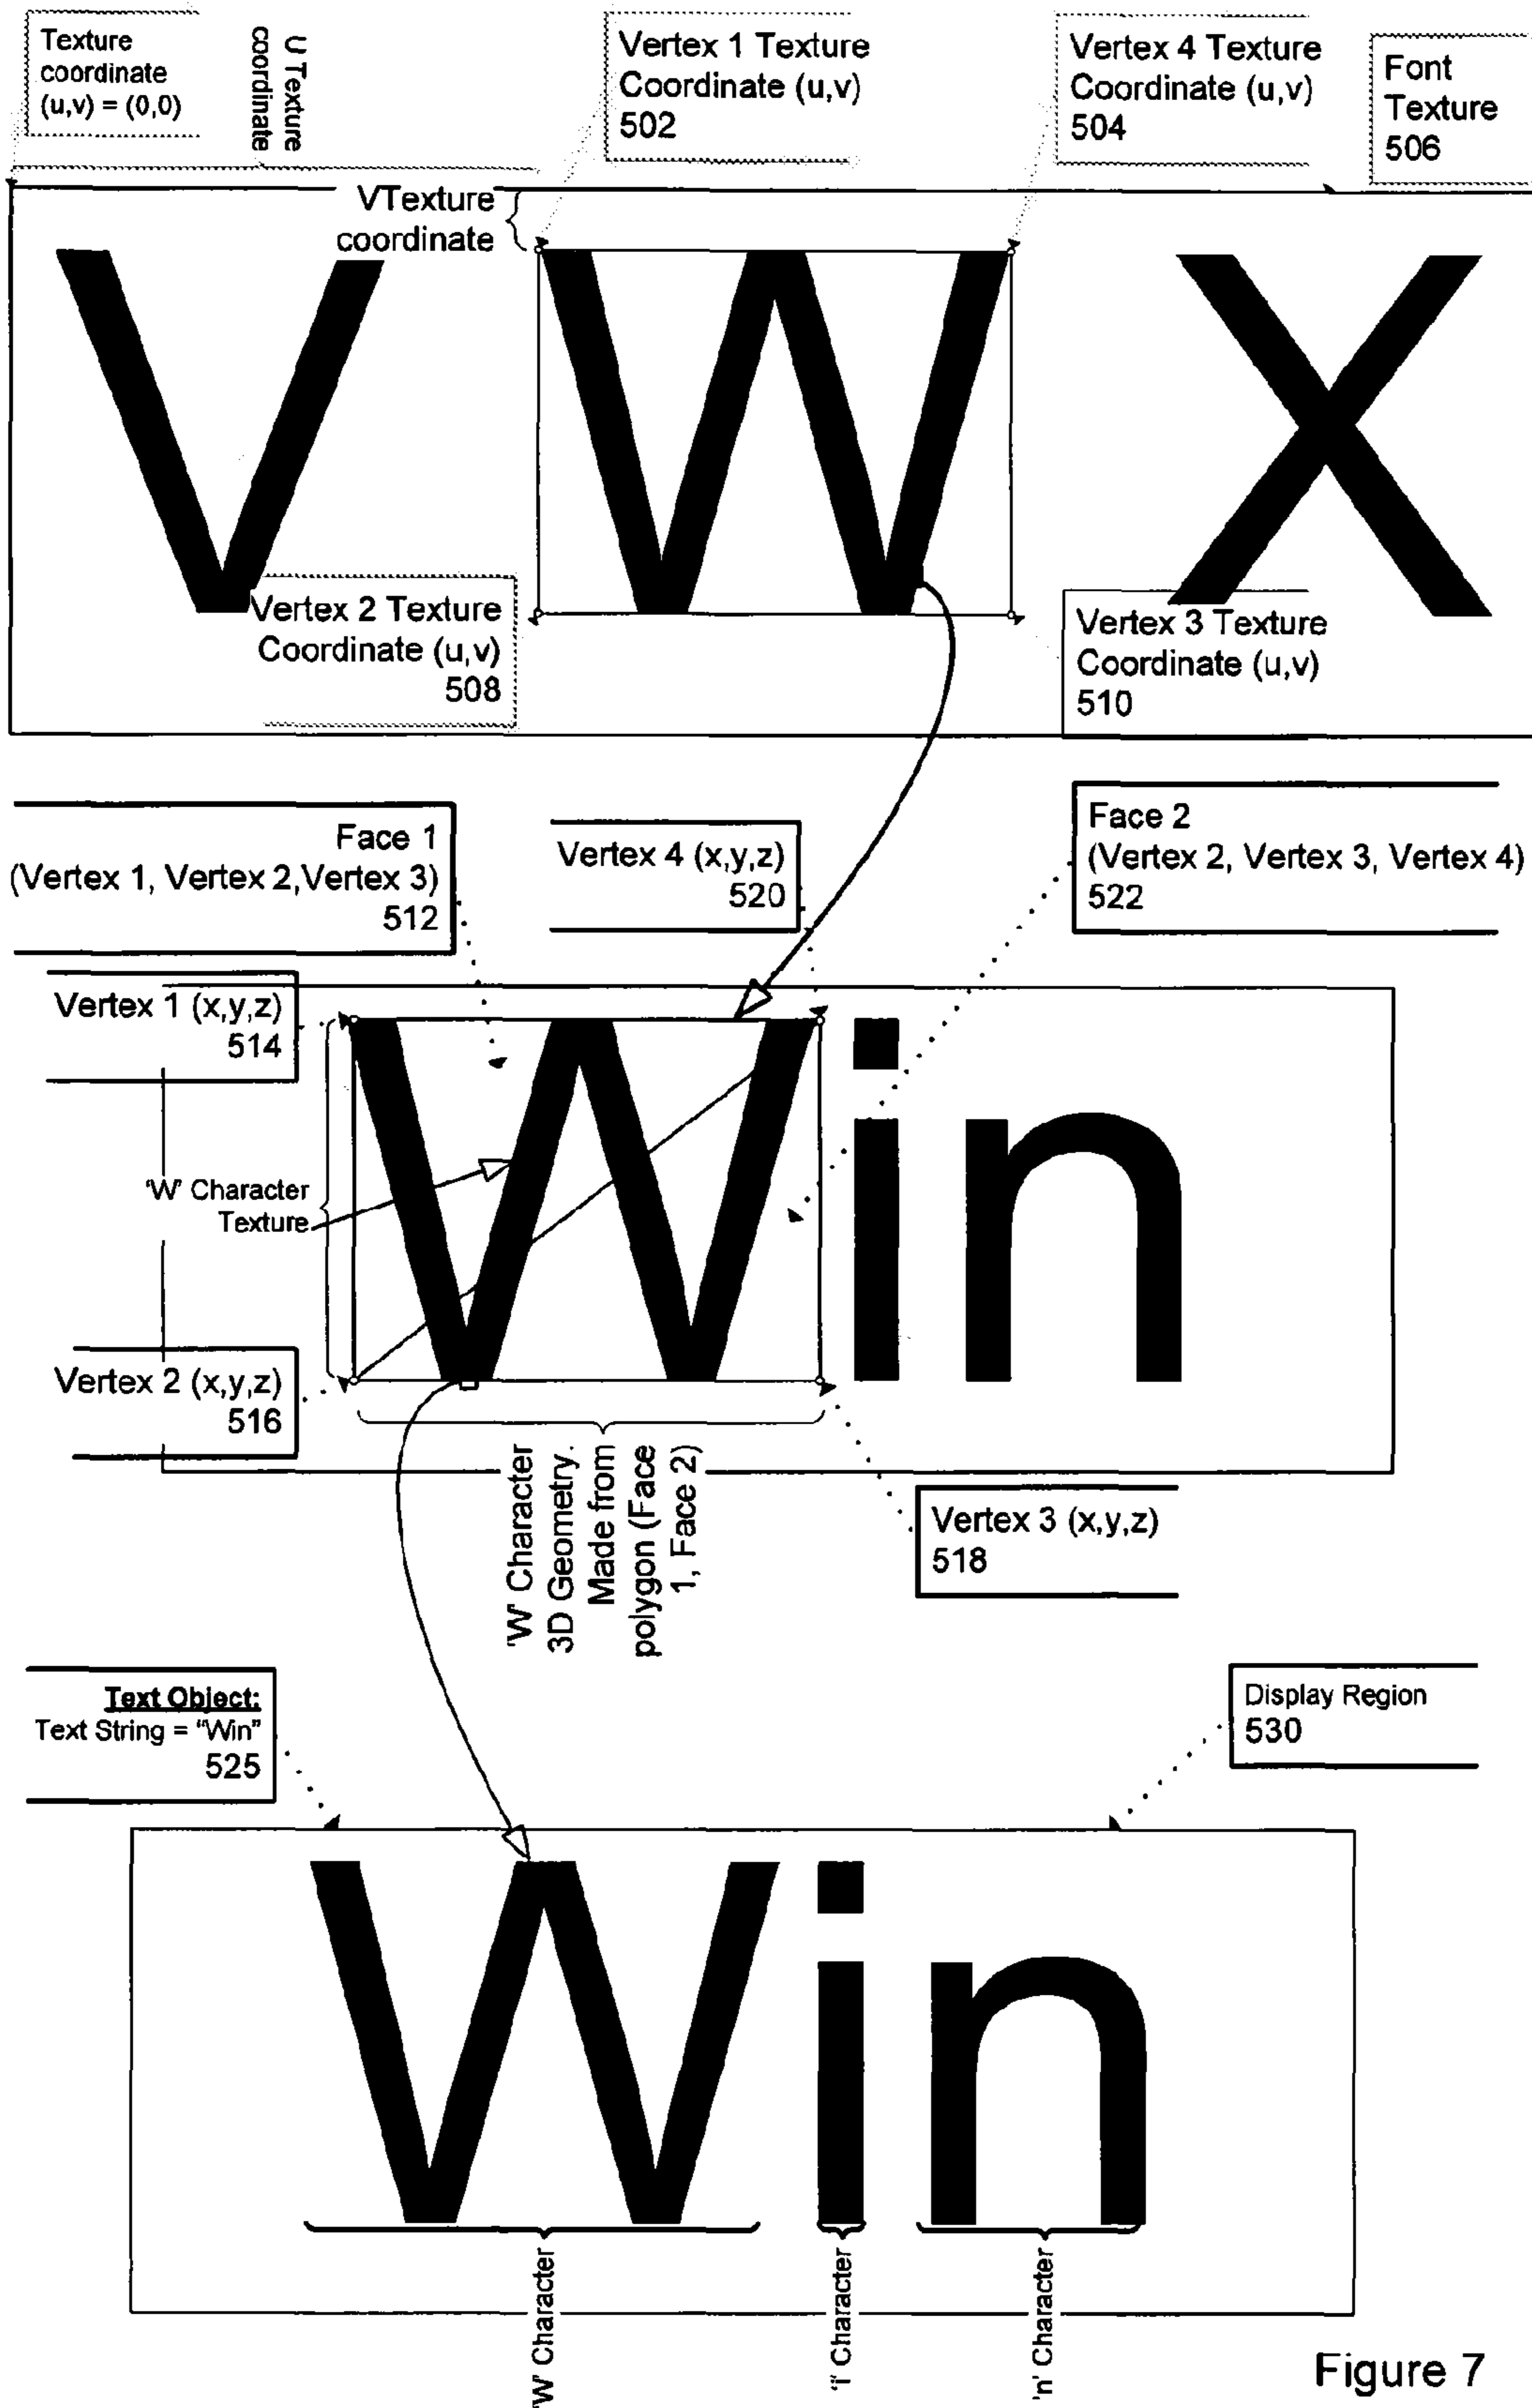 Texture
coordinate
(u,v) = (0,0)
U Texture
coordinate
Vertex 1 Texture
Coordinate (u,v)
502
Vertex 4 Texture
Coordinate (u,v)
504
Font
Texture
506
VTexture
coordinate
V W X
Vertex 2 Texture
Coordinate (u,v)
508
Vertex 3 Texture
Coordinate (u,v)
510
Face 1
(Vertex 1, Vertex 2,Vertex 3)
512
Vertex 4 (x,y,z)
520
Face 2
(Vertex 2, Vertex 3, Vertex 4)
522
Vertex 1 (x,y,z)
514
Win
'W' Character
Texture
Vertex 2 (x,y,z)
516
'W' Character
3D Geometry.
Made from
polygon (Face
1, Face 2)
Vertex 3 (x,y,z)
518
Text Object:
Text String = "Win"
525
Display Region
530
Win
'W' Character
'i' Character
'n' Character
Figure 7